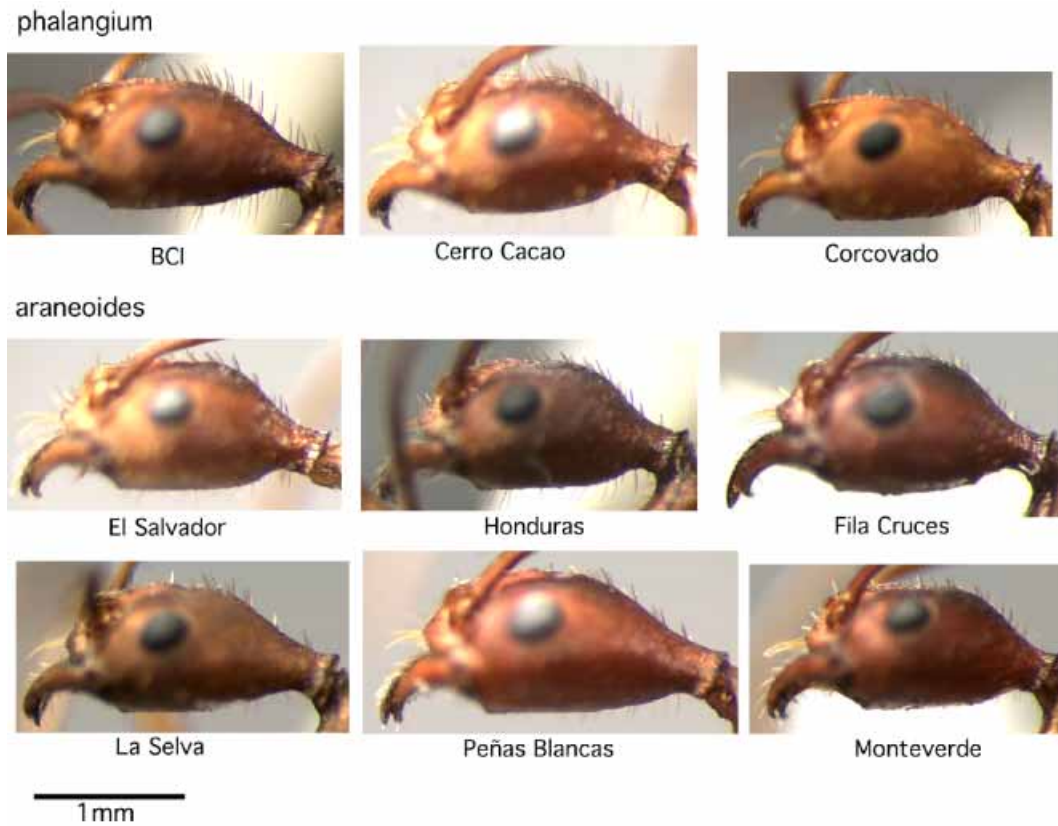 phalangium
BCI
Cerro Cacao
Corcovado
araneoides
El Salvador
Honduras
Fila Cruces
La Selva
Peñas Blancas
Monteverde
1mm